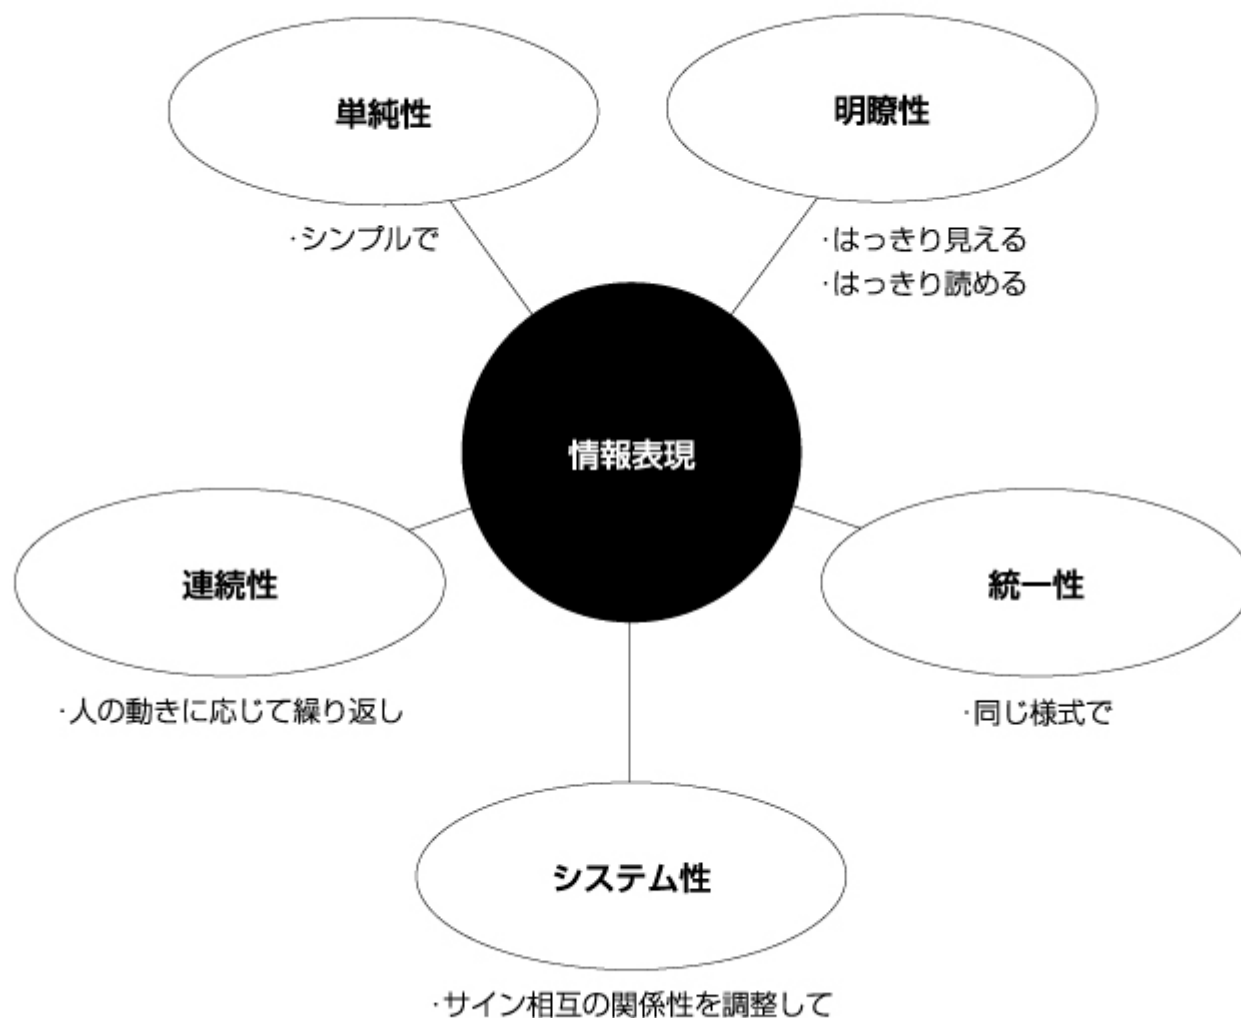 単純性
・シンプルで
明瞭性
・はっきり見える
・はっきり読める
情報表現
連続性
・人の動きに応じて繰り返し
統一性
・同じ様式で
システム性
・サイン相互の関係性を調整して